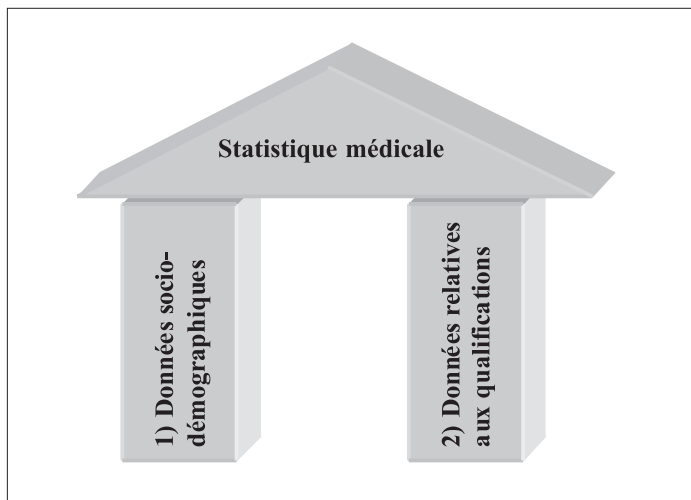 Statistique médicale
1) Données socio-
démographiques
2) Données relatives
aux qualifications